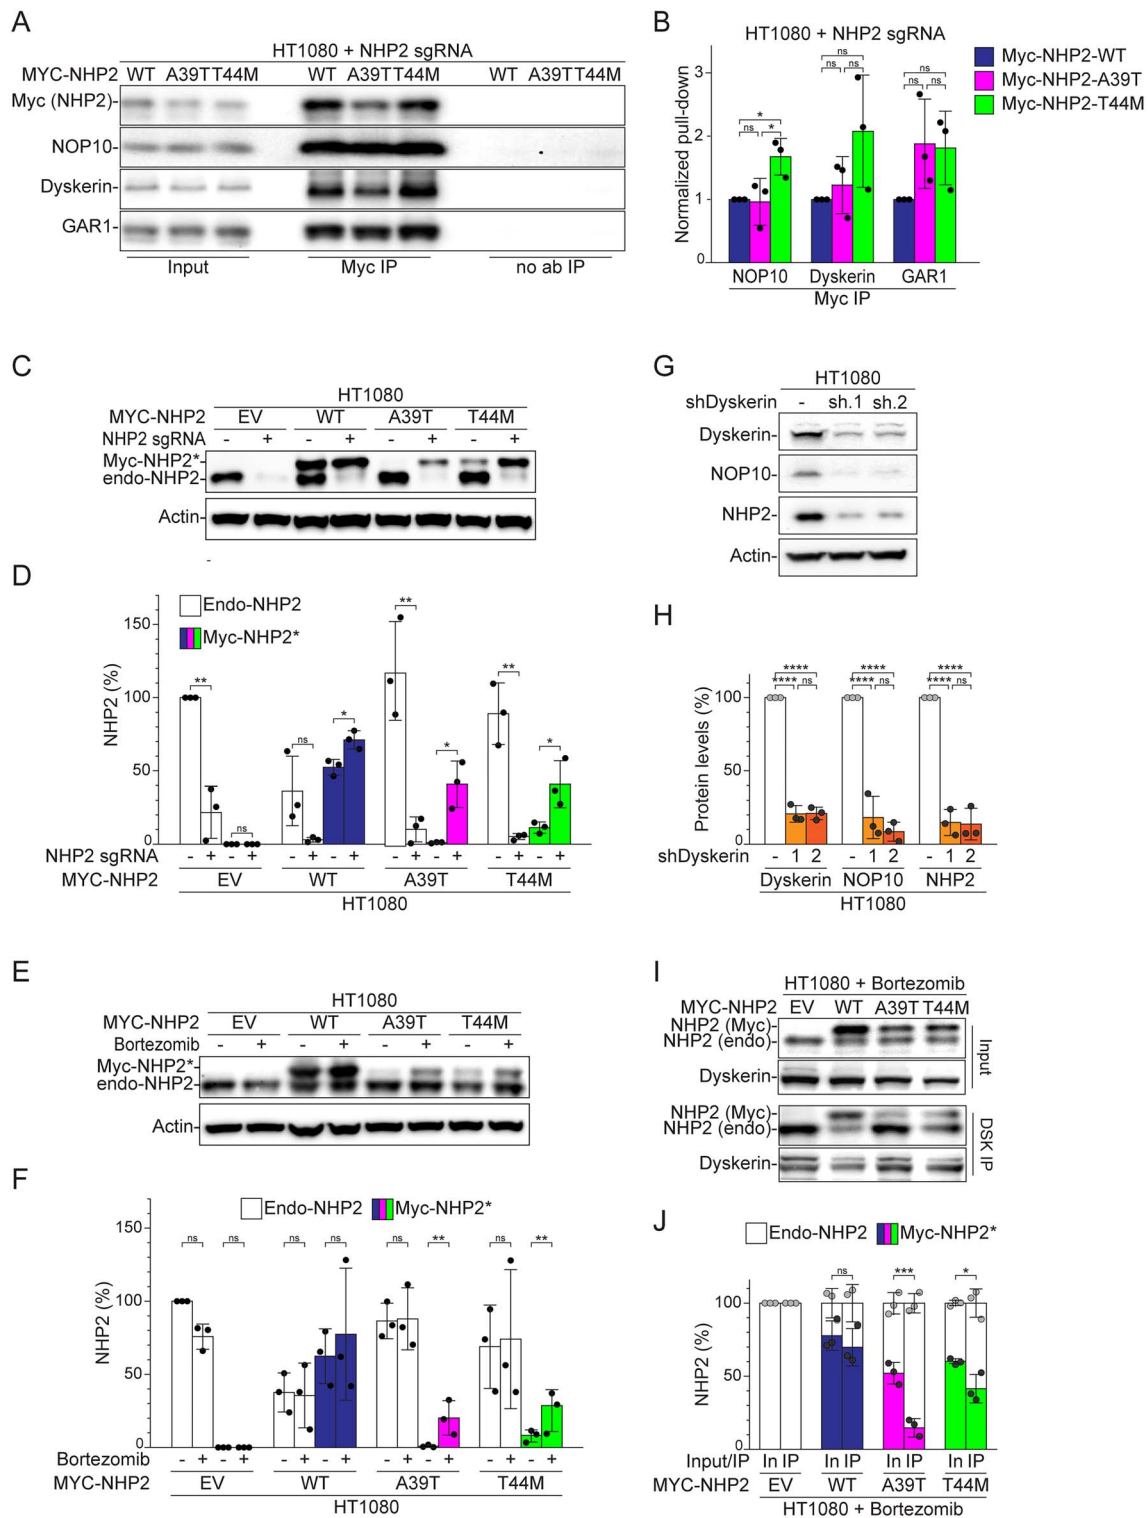 A
HT1080 + NHP2 sgRNA
MYC-NHP2 WT A39T T44M WT A39T T44M WT A39T T44M
Myc (NHP2)-
NOP10-
Dyskerin-
GAR1-
Input Myc IP no ab IP
B
HT1080 + NHP2 sgRNA
Myc-NHP2-WT
Myc-NHP2-A39T
Myc-NHP2-T44M
Normalized pull-down
3
2
1
0
ns
ns ns
* 
ns *
ns
ns ns
NOP10 Dyskerin GAR1
Myc IP
C
HT1080
MYC-NHP2 EV WT A39T T44M
NHP2 sgRNA - + - + - + - +
Myc-NHP2*-
endo-NHP2-
Actin-
-
D
Endo-NHP2
Myc-NHP2*
NHP2 (%)
150
100
50
0
** ns ns * ** * ** *
NHP2 sgRNA - + - + - + - + - + - + - + - +
MYC-NHP2 EV WT A39T T44M
HT1080
E
HT1080
MYC-NHP2 EV WT A39T T44M
Bortezomib - + - + - + - +
Myc-NHP2*-
endo-NHP2-
Actin-
F
Endo-NHP2 Myc-NHP2*
NHP2 (%)
150
100
50
0
ns ns ns ns ns ** ns **
Bortezomib - + - + - + - + - + - + - + - +
MYC-NHP2 EV WT A39T T44M
HT1080
G
HT1080
shDyskerin - sh.1 sh.2
Dyskerin-
NOP10-
NHP2-
Actin-
H
Protein levels (%)
100
50
0
**** **** ****
**** ns **** ns **** ns
shDyskerin - 1 2 - 1 2 - 1 2
Dyskerin NOP10 NHP2
HT1080
I
HT1080 + Bortezomib
MYC-NHP2 EV WT A39T T44M
NHP2 (Myc)-
NHP2 (endo)-
Dyskerin-
Input
NHP2 (Myc)-
NHP2 (endo)-
Dyskerin-
DSK IP
J
Endo-NHP2 Myc-NHP2*
NHP2 (%)
100
50
0
ns *** *
Input/IP In IP In IP In IP In IP
MYC-NHP2 EV WT A39T T44M
HT1080 + Bortezomib